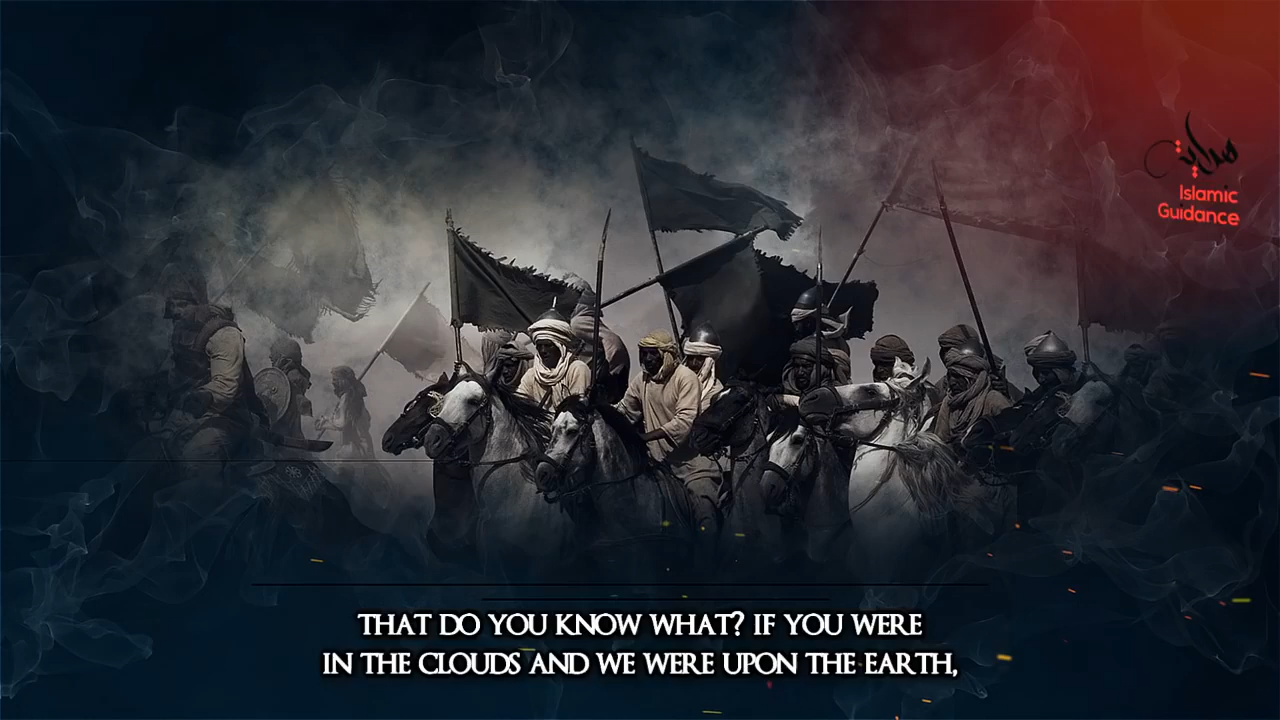 هداية
Islamic
Guidance
THAT DO YOU KNOW WHAT? IF YOU WERE
IN THE CLOUDS AND WE WERE UPON THE EARTH,